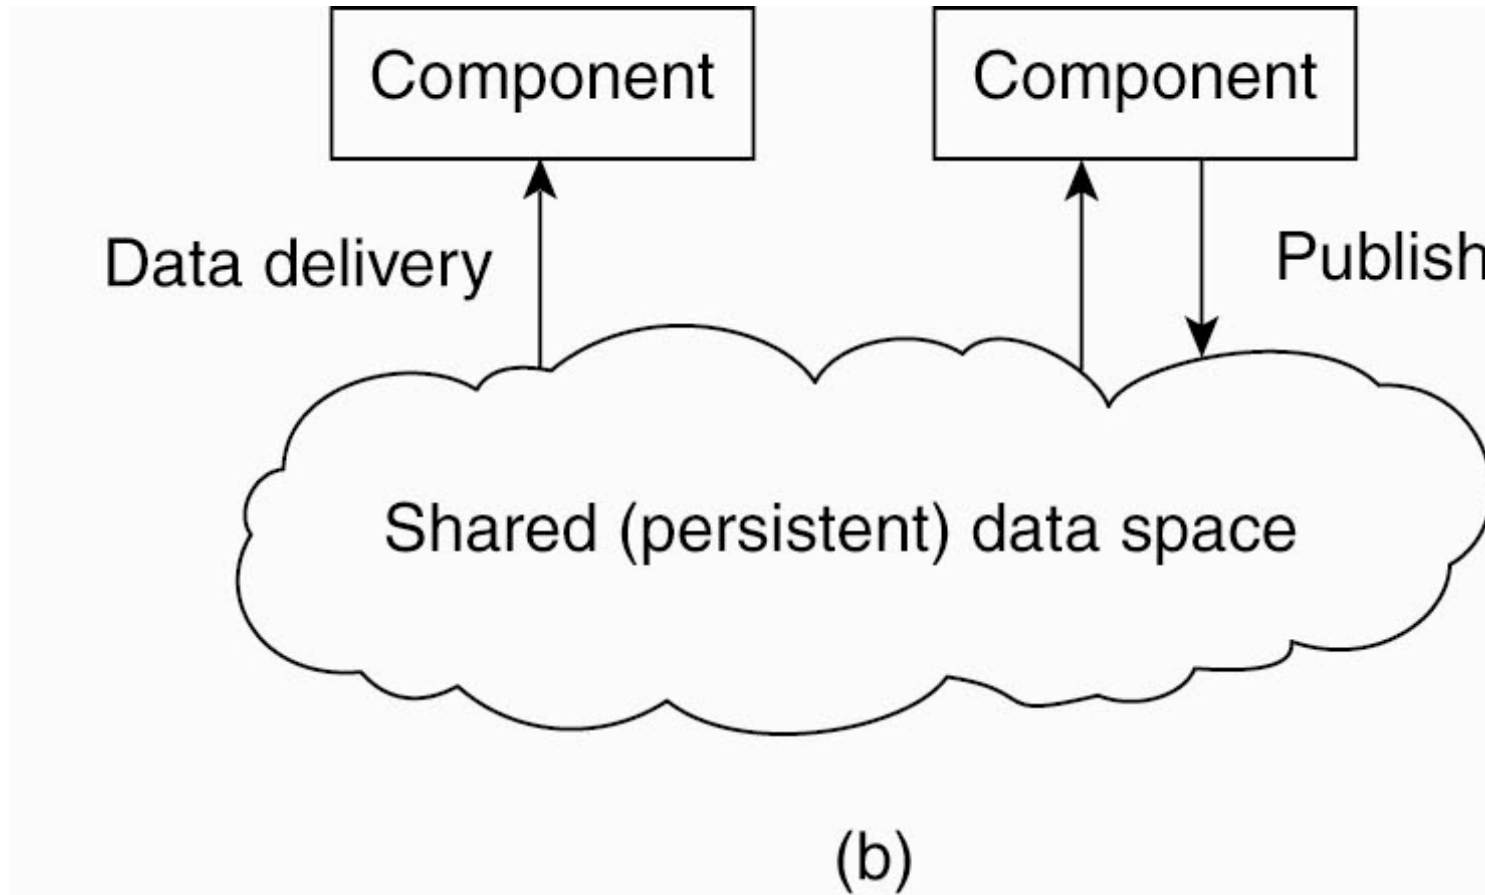 Component
Component
Data delivery
Publish
Shared (persistent) data space
(b)